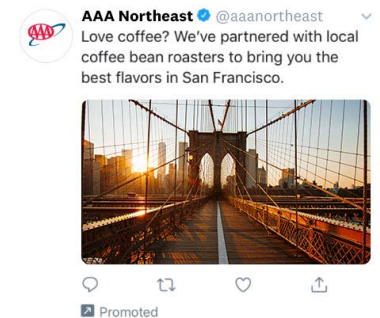 AAA Northeast @aaanortheast
Love coffee? We've partnered with local
coffee bean roasters to bring you the
best flavors in San Francisco.
AAA
Promoted